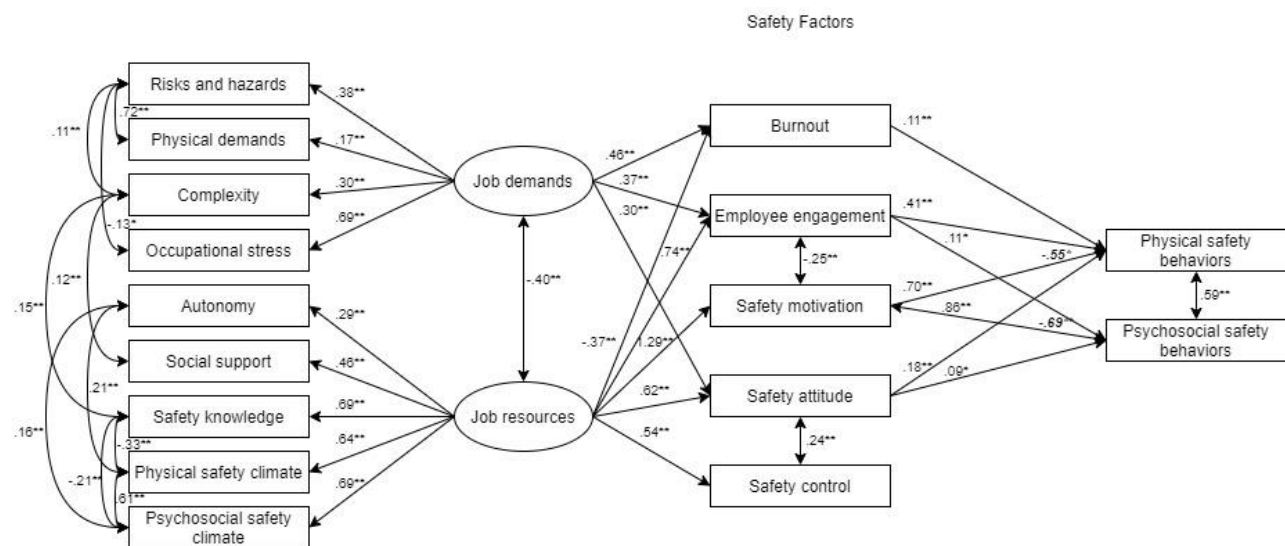 Safety Factors
Risks and hazards
Physical demands
Complexity
Occupational stress
Autonomy
Social support
Safety knowledge
Physical safety climate
Psychosocial safety
climate
.11**
.72**
-.13*
.12**
.15**
.21**
.16**
-.33**
-.21**
.61**
.38**
.17**
.30**
.69**
.29**
.46**
.69**
.64**
.69**
Job demands
-.40**
Job resources
.46**
.37**
.30**
.74**
-.37**
1.29**
.62**
.54**
Burnout
Employee engagement
-.25**
Safety motivation
Safety attitude
.24**
Safety control
.11**
.41**
.11*
-.55*
.70**
.86**
-.69**
.18**
.09*
Physical safety
behaviors
.59**
Psychosocial safety
behaviors